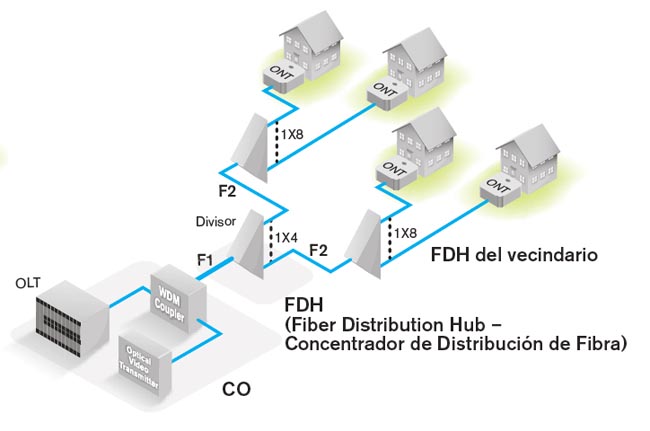 ONT
ONT
1X8
ONT
ONT
F2
Divisor
1X4
F2
1X8
FDH del vecindario
F1
OLT
WDM
Coupler
FDH
(Fiber Distribution Hub –
Concentrador de Distribución de Fibra)
Optical
Video
Transmitter
CO